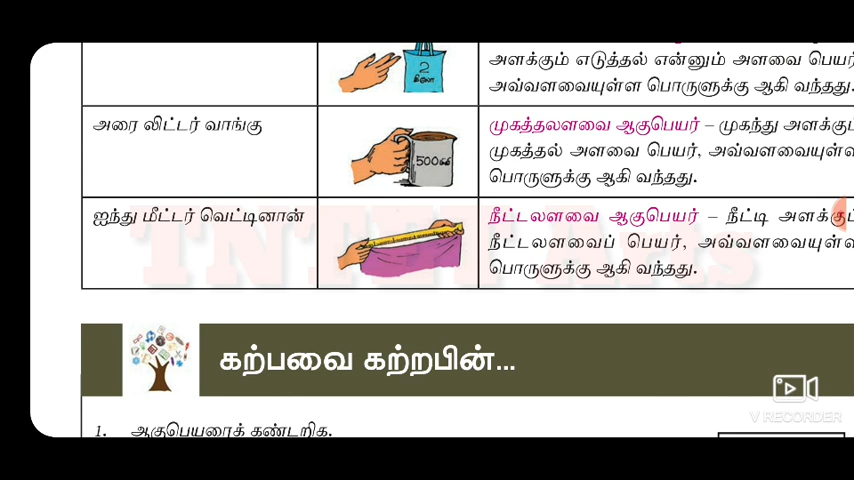 2
கிலோ
அளக்கும் எடுத்தல் என்னும் அளவை பெயர்
அவ்வளவையுள்ள பொருளுக்கு ஆகி வந்தது.
அரை லிட்டர் வாங்கு
500மிலி
முகத்தலளவை ஆகுபெயர் – முகந்து அளக்கும்
முகத்தல் அளவை பெயர், அவ்வளவையுள்ள
பொருளுக்கு ஆகி வந்தது.
ஐந்து மீட்டர் வெட்டினான்
நீட்டலளவை ஆகுபெயர் – நீட்டி அளக்கும்
நீட்டலளவைப் பெயர், அவ்வளவையுள்ள
பொருளுக்கு ஆகி வந்தது.
TNTET Arts
கற்பவை கற்றபின்...
V RECORDER
1. ஆகுபெயரைக் கண்டறிக.